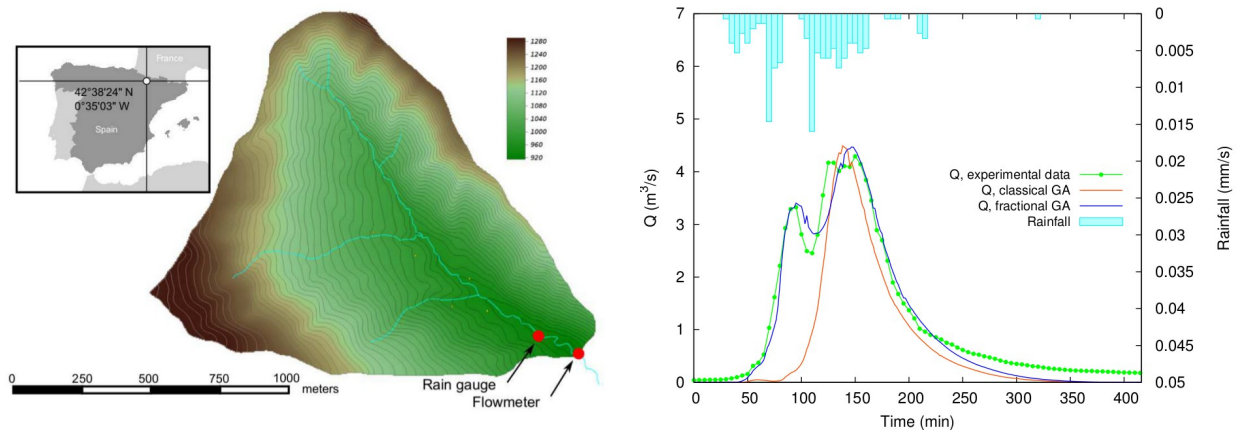 France
42°38'24" N
0°35'03" W
Spain
1280
1240
1200
1160
1120
1080
1040
1000
960
920
0 250 500 750 1000
meters
Rain gauge
Flowmeter
7
6
5
4
3
2
1
0
Q (m³/s)
0 50 100 150 200 250 300 350 400
Time (min)
Q, experimental data
Q, classical GA
Q, fractional GA
Rainfall
0
0.005
0.01
0.015
0.02
0.025
0.03
0.035
0.04
0.045
0.05
Rainfall (mm/s)